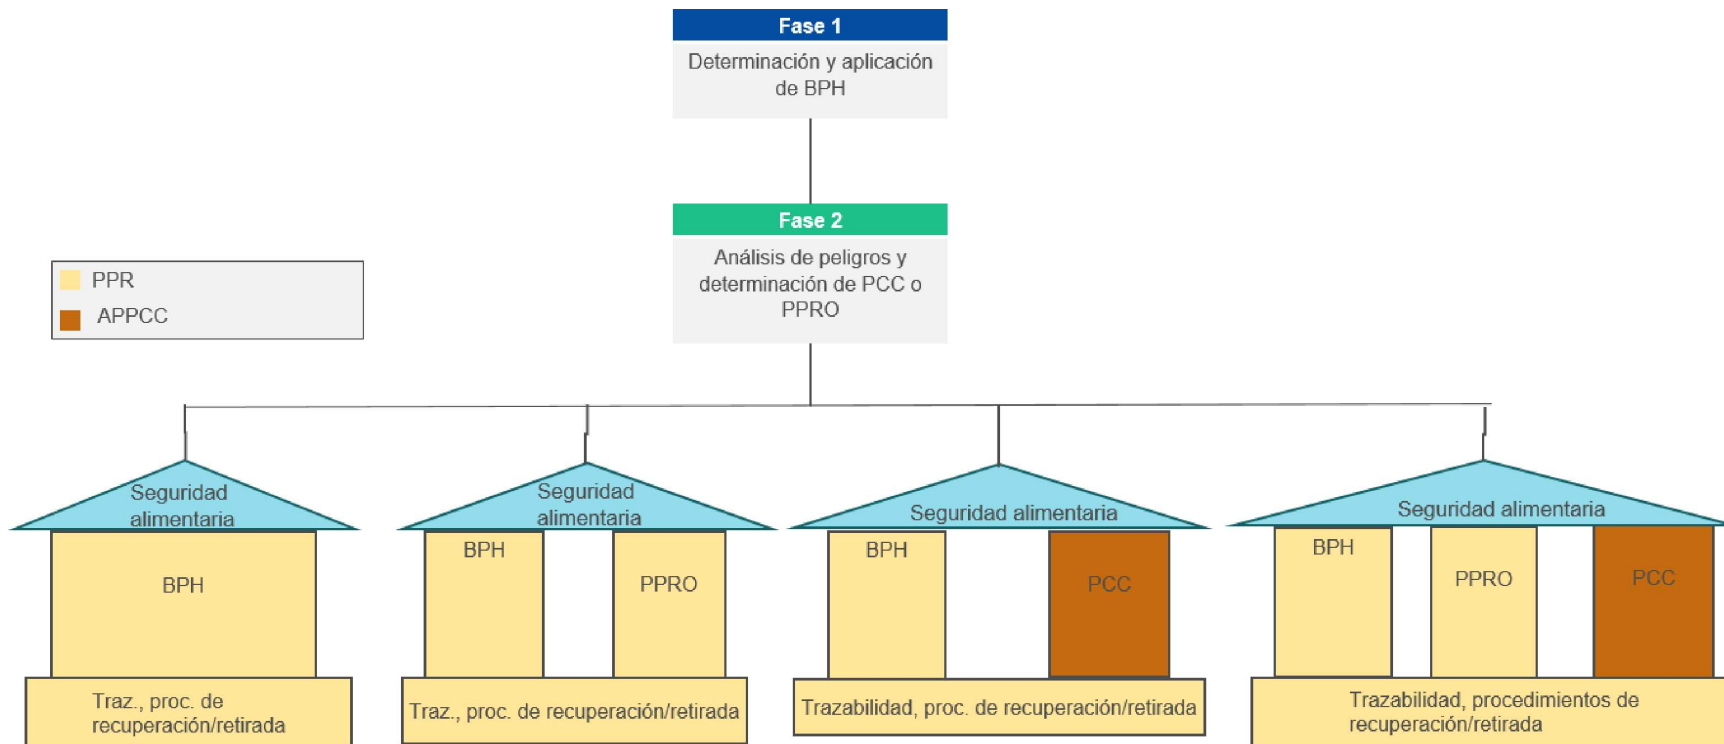 Fase 1
Determinación y aplicación
de BPH
Fase 2
Análisis de peligros y
determinación de PCC o
PPRO
PPR
APPCC
Seguridad
alimentaria
BPH
Traz., proc. de
recuperación/retirada
Seguridad
alimentaria
BPH
PPRO
Traz., proc. de recuperación/retirada
Seguridad alimentaria
BPH
PCC
Trazabilidad, proc. de recuperación/retirada
Seguridad alimentaria
BPH
PPRO
PCC
Trazabilidad, procedimientos de
recuperación/retirada